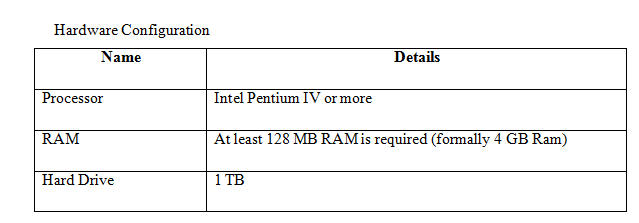 Hardware Configuration
Name Details
Processor Intel Pentium IV or more
RAM At least 128 MB RAM is required (formally 4 GB Ram)
Hard Drive 1 TB